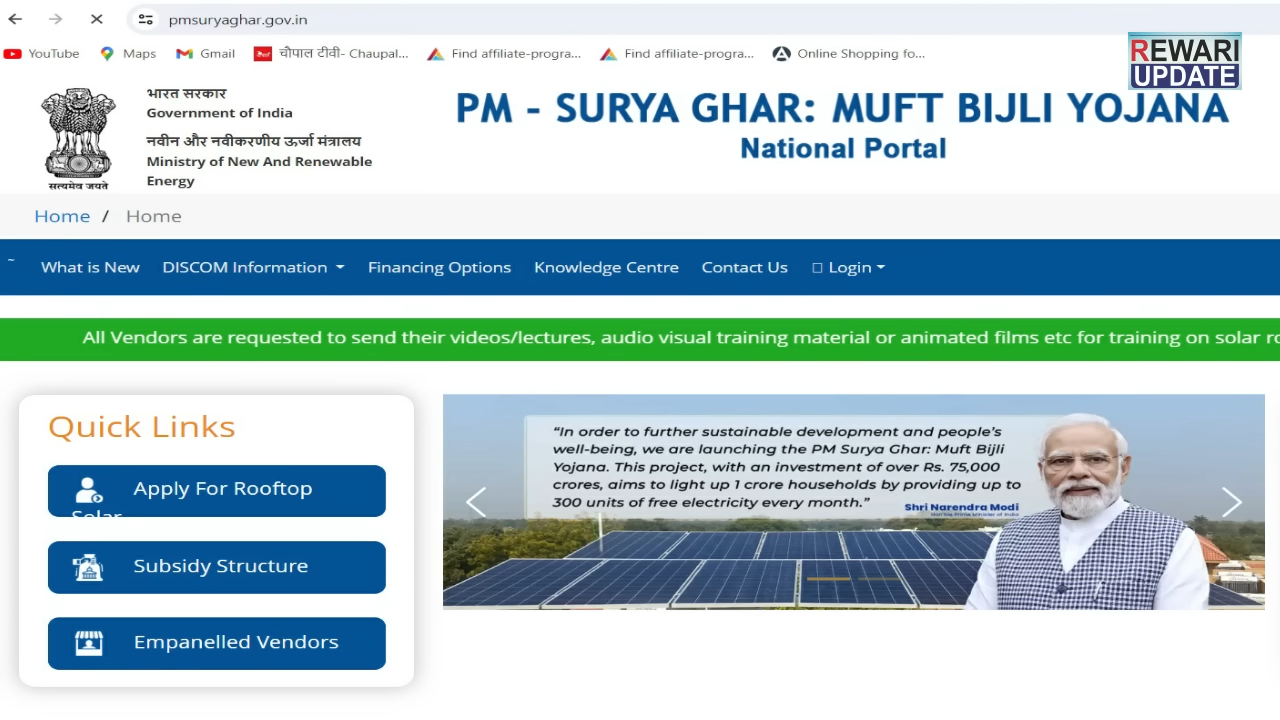 pmsuryaghar.gov.in
YouTube Maps Gmail चौपाल टीवी- Chaupal... Find affiliate-progra... Find affiliate-progra... Online Shopping fo...
REWARI
UPDATE
भारत सरकार
Government of India
नवीन और नवीकरणीय ऊर्जा मंत्रालय
Ministry of New And Renewable
Energy
सत्यमेव जयते
PM - SURYA GHAR: MUFT BIJLI YOJANA
National Portal
Home / Home
What is New DISCOM Information Financing Options Knowledge Centre Contact Us Login
All Vendors are requested to send their videos/lectures, audio visual training material or animated films etc for training on solar ro
Quick Links
Apply For Rooftop
Solar
Subsidy Structure
Empanelled Vendors
"In order to further sustainable development and people's
well-being, we are launching the PM Surya Ghar: Muft Bijli
Yojana. This project, with an investment of over Rs. 75,000
crores, aims to light up 1 crore households by providing up to
300 units of free electricity every month."
Shri Narendra Modi
Hon'ble Prime Minister of India